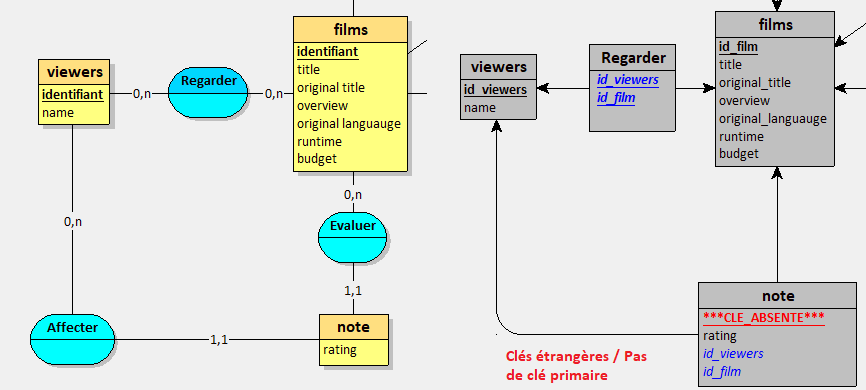 films
identifiant
title
original title
overview
original languauge
runtime
budget
viewers
identifiant
name
0,n
Regarder
0,n
0,n
0,n
Evaluer
1,1
Affecter
1,1
note
rating
films
id_film
title
original_title
overview
original_languauge
runtime
budget
viewers
id_viewers
name
Regarder
id_viewers
id_film
note
***CLE_ABSENTE***
rating
id_viewers
id_film
Clés étrangères / Pas
de clé primaire